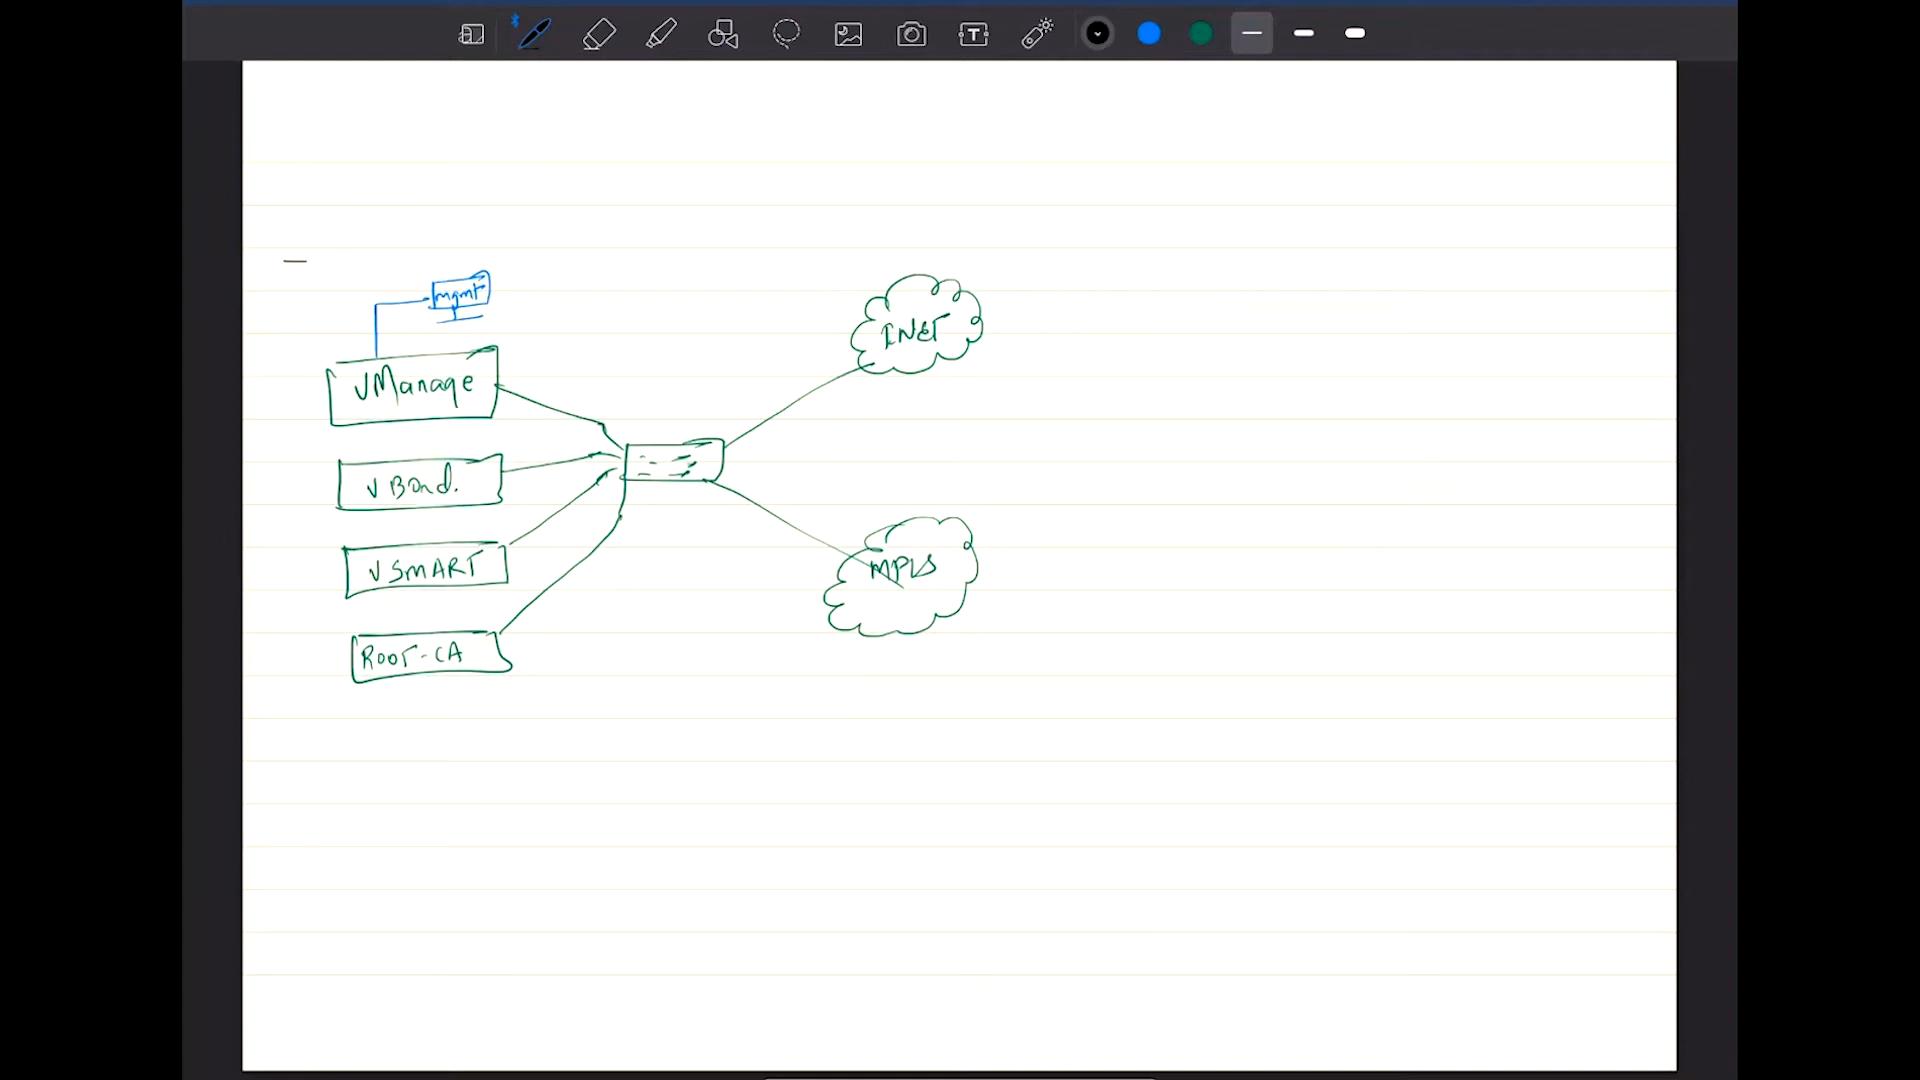 mgmt
vManage
vBond.
vSMART
ROOT-CA
INET
MPLS